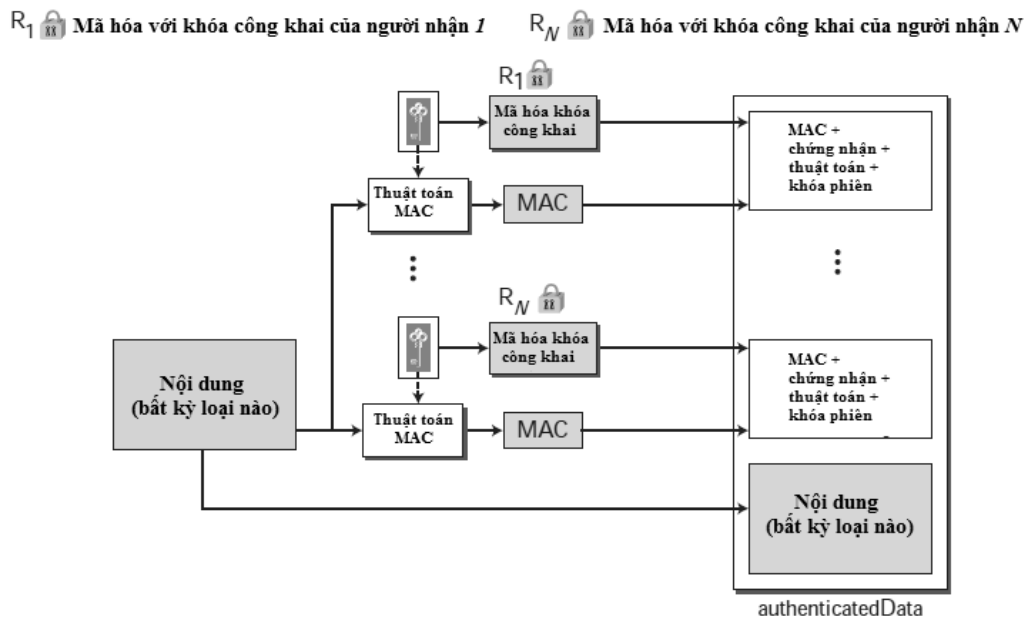 R1 Mã hóa với khóa công khai của người nhận 1
RN Mã hóa với khóa công khai của người nhận N
R1
Mã hóa khóa
công khai
MAC +
chứng nhận +
thuật toán +
khóa phiên
Thuật toán
MAC
MAC
RN
Mã hóa khóa
công khai
MAC +
chứng nhận +
thuật toán +
khóa phiên
Nội dung
(bất kỳ loại nào)
Thuật toán
MAC
MAC
Nội dung
(bất kỳ loại nào)
authenticatedData